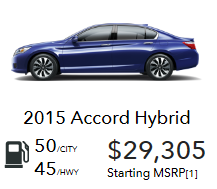 2015 Accord Hybrid
50/CITY
45/HWY
$29,305
Starting MSRP[1]